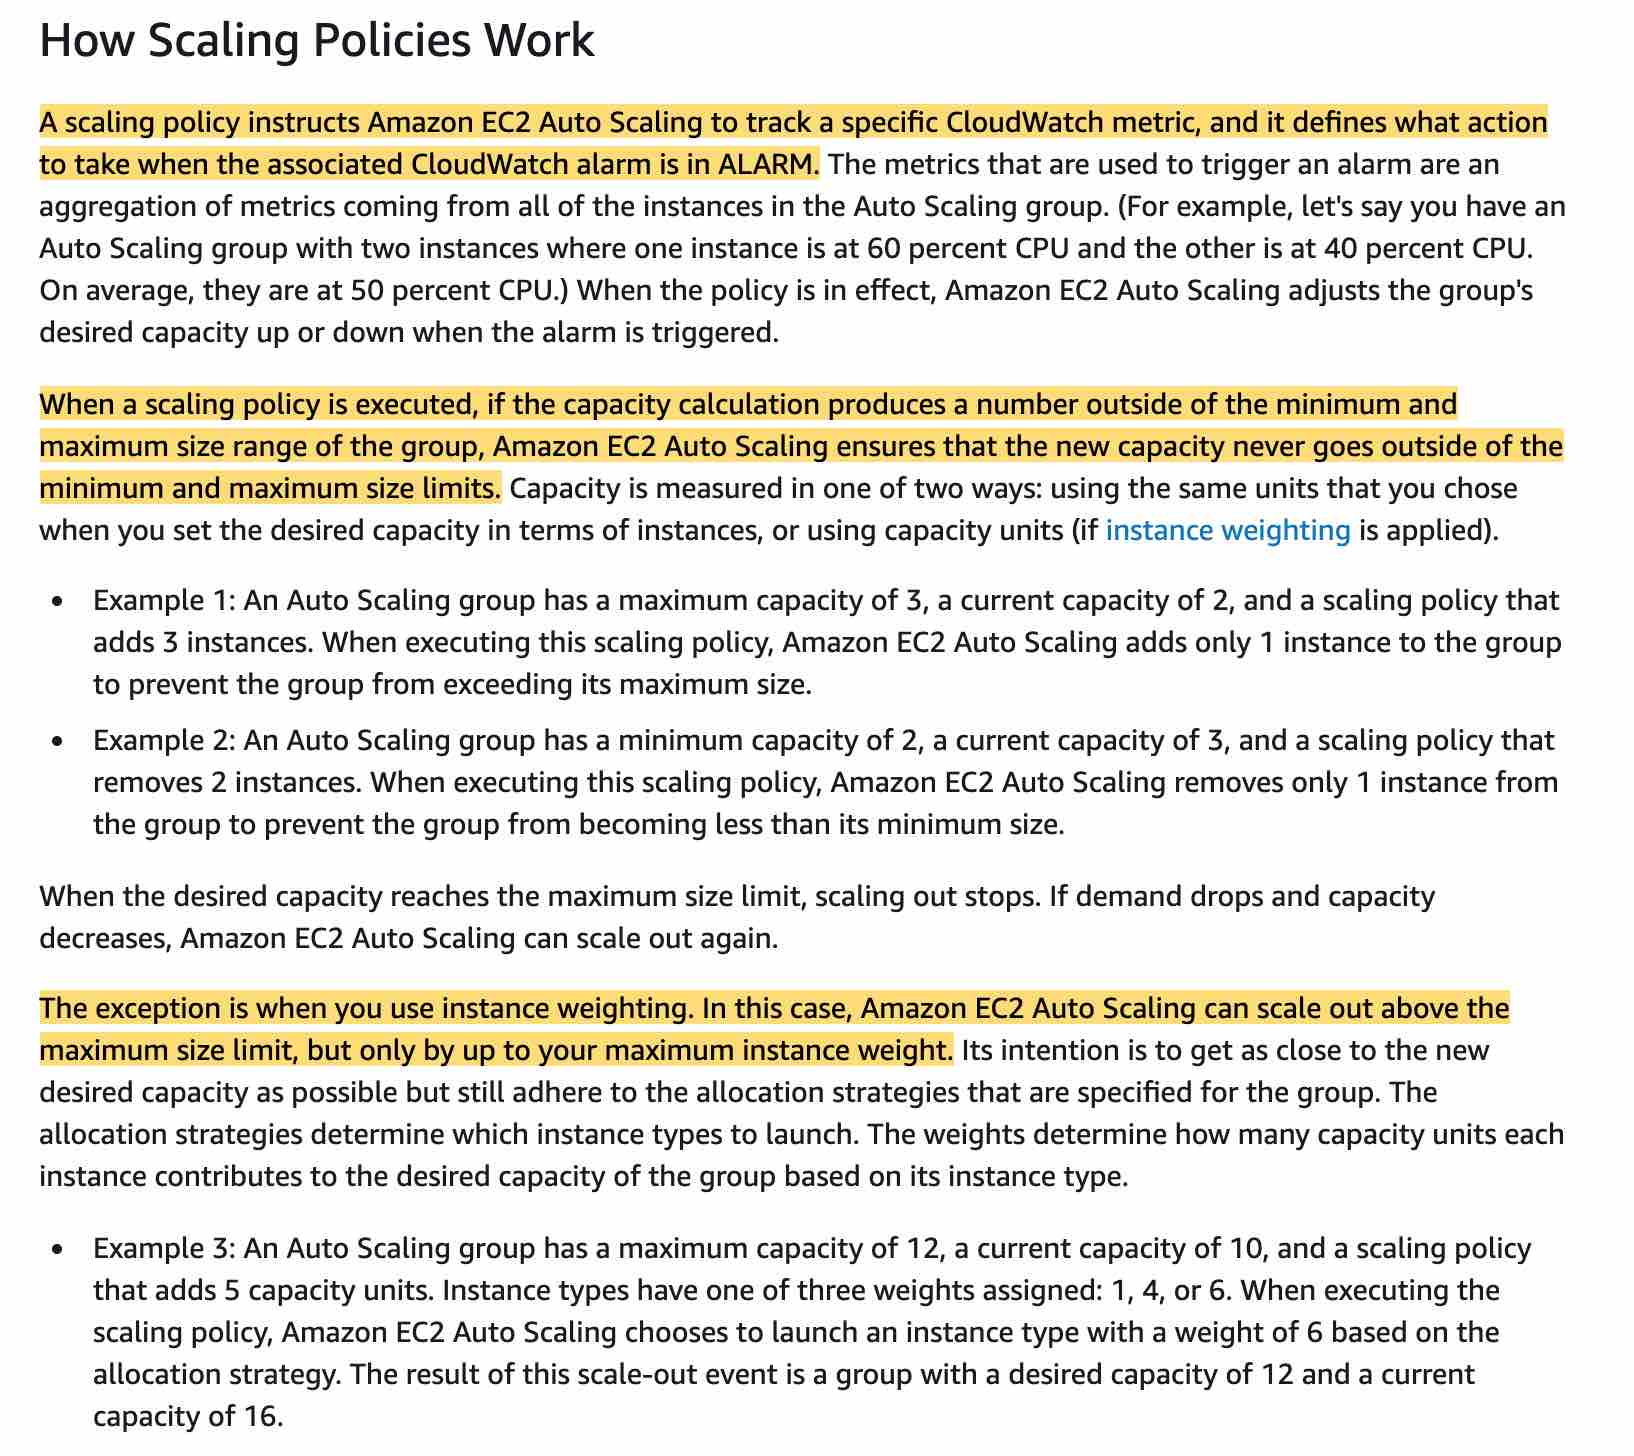 How Scaling Policies Work
A scaling policy instructs Amazon EC2 Auto Scaling to track a specific CloudWatch metric, and it defines what action
to take when the associated CloudWatch alarm is in ALARM. The metrics that are used to trigger an alarm are an
aggregation of metrics coming from all of the instances in the Auto Scaling group. (For example, let's say you have an
Auto Scaling group with two instances where one instance is at 60 percent CPU and the other is at 40 percent CPU.
On average, they are at 50 percent CPU.) When the policy is in effect, Amazon EC2 Auto Scaling adjusts the group's
desired capacity up or down when the alarm is triggered.
When a scaling policy is executed, if the capacity calculation produces a number outside of the minimum and
maximum size range of the group, Amazon EC2 Auto Scaling ensures that the new capacity never goes outside of the
minimum and maximum size limits. Capacity is measured in one of two ways: using the same units that you chose
when you set the desired capacity in terms of instances, or using capacity units (if instance weighting is applied).
• Example 1: An Auto Scaling group has a maximum capacity of 3, a current capacity of 2, and a scaling policy that
adds 3 instances. When executing this scaling policy, Amazon EC2 Auto Scaling adds only 1 instance to the group
to prevent the group from exceeding its maximum size.
• Example 2: An Auto Scaling group has a minimum capacity of 2, a current capacity of 3, and a scaling policy that
removes 2 instances. When executing this scaling policy, Amazon EC2 Auto Scaling removes only 1 instance from
the group to prevent the group from becoming less than its minimum size.
When the desired capacity reaches the maximum size limit, scaling out stops. If demand drops and capacity
decreases, Amazon EC2 Auto Scaling can scale out again.
The exception is when you use instance weighting. In this case, Amazon EC2 Auto Scaling can scale out above the
maximum size limit, but only by up to your maximum instance weight. Its intention is to get as close to the new
desired capacity as possible but still adhere to the allocation strategies that are specified for the group. The
allocation strategies determine which instance types to launch. The weights determine how many capacity units each
instance contributes to the desired capacity of the group based on its instance type.
• Example 3: An Auto Scaling group has a maximum capacity of 12, a current capacity of 10, and a scaling policy
that adds 5 capacity units. Instance types have one of three weights assigned: 1, 4, or 6. When executing the
scaling policy, Amazon EC2 Auto Scaling chooses to launch an instance type with a weight of 6 based on the
allocation strategy. The result of this scale-out event is a group with a desired capacity of 12 and a current
capacity of 16.